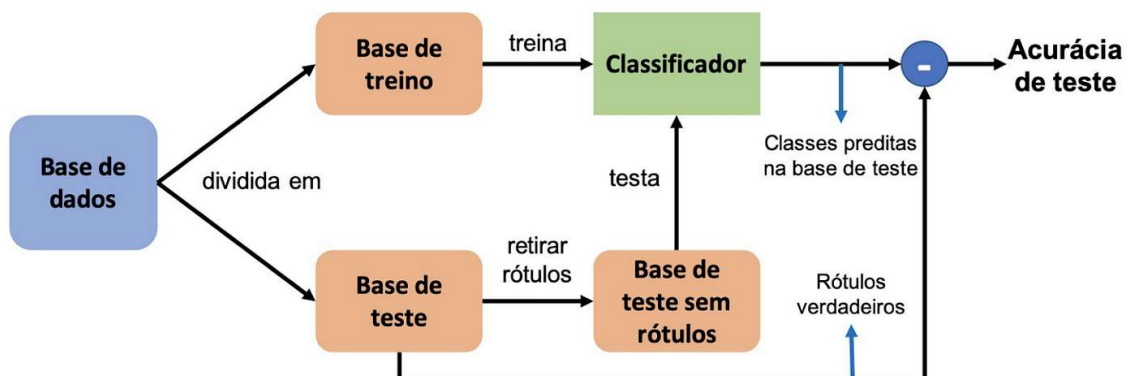 Base de
dados
dividida em
Base de
treino
treina
Classificador
-
Acurácia
de teste
Classes preditas
na base de teste
testa
Base de
teste
retirar
rótulos
Base de
teste sem
rótulos
Rótulos
verdadeiros